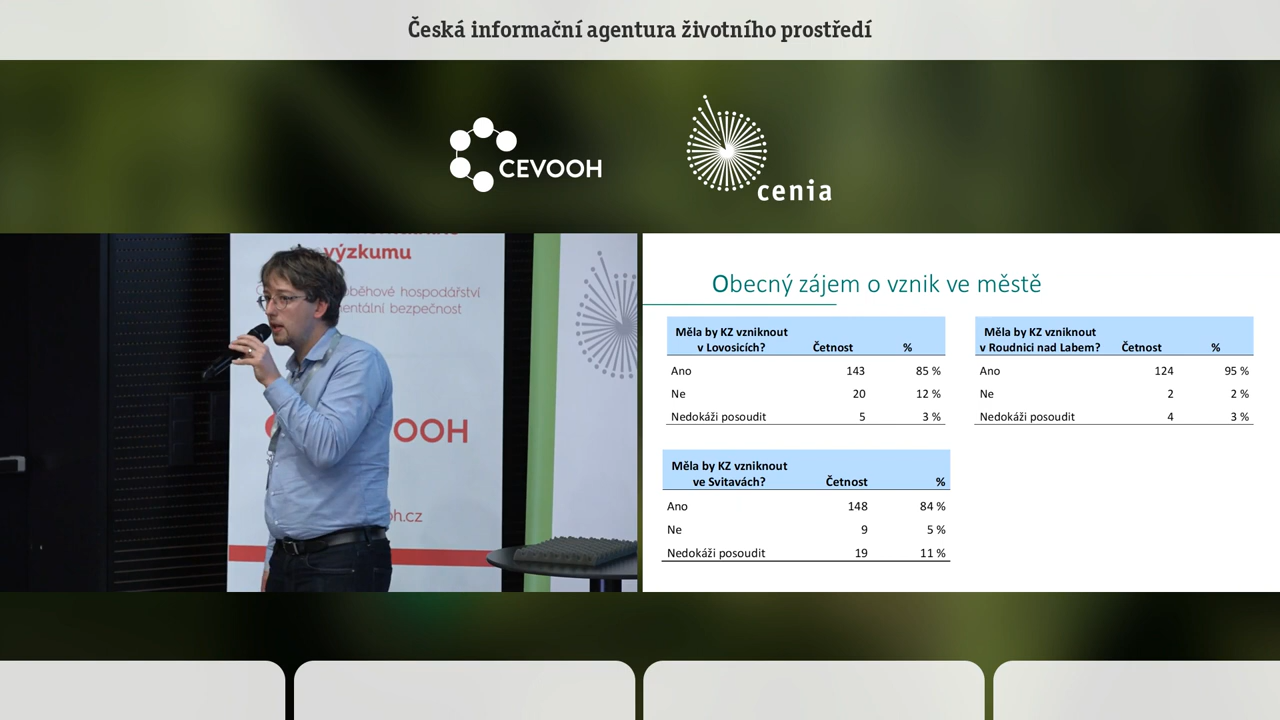 Česká informační agentura životního prostředí
CEVOOH
cenia
výzkumu
běhové hospodářství
bezpečnost
OOH
oh.cz
Obecný zájem o vznik ve městě
Měla by KZ vzniknout
v Lovosicích? Četnost %
Ano 143 85 %
Ne 20 12 %
Nedokáži posoudit 5 3 %
Měla by KZ vzniknout
v Roudnici nad Labem? Četnost %
Ano 124 95 %
Ne 2 2 %
Nedokáži posoudit 4 3 %
Měla by KZ vzniknout
ve Svitavách? Četnost %
Ano 148 84 %
Ne 9 5 %
Nedokáži posoudit 19 11 %